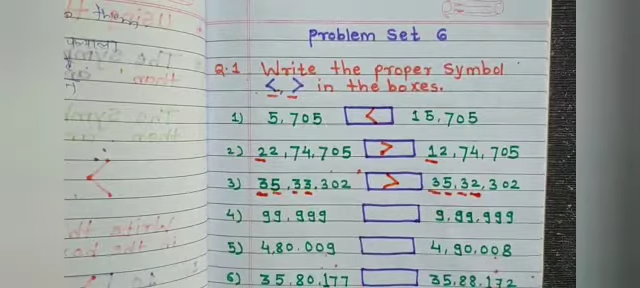 Problem Set 6
Q.1 Write the proper symbol
<, > in the boxes.
1) 5,705 < 15,705
2) 22,74,705 > 12,74,705
3) 35,33,302 > 35,32,302
4) 99,999 9,99,999
5) 4,80,009 4,90,008
6) 35,80,177 35,88,172